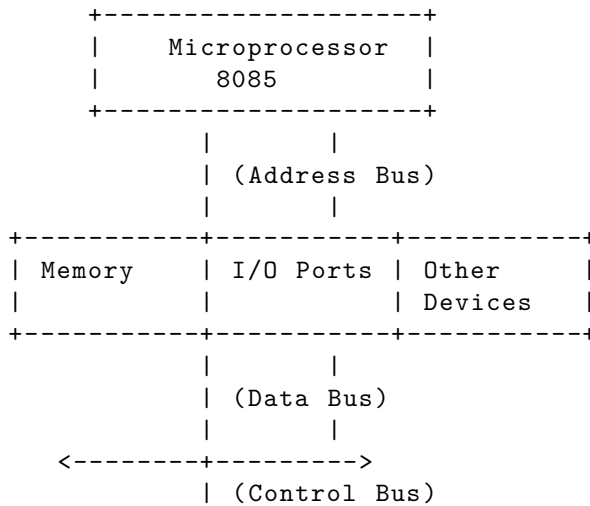 Microprocessor
8085
(Address Bus)
Memory I/O Ports Other
Devices
(Data Bus)
(Control Bus)